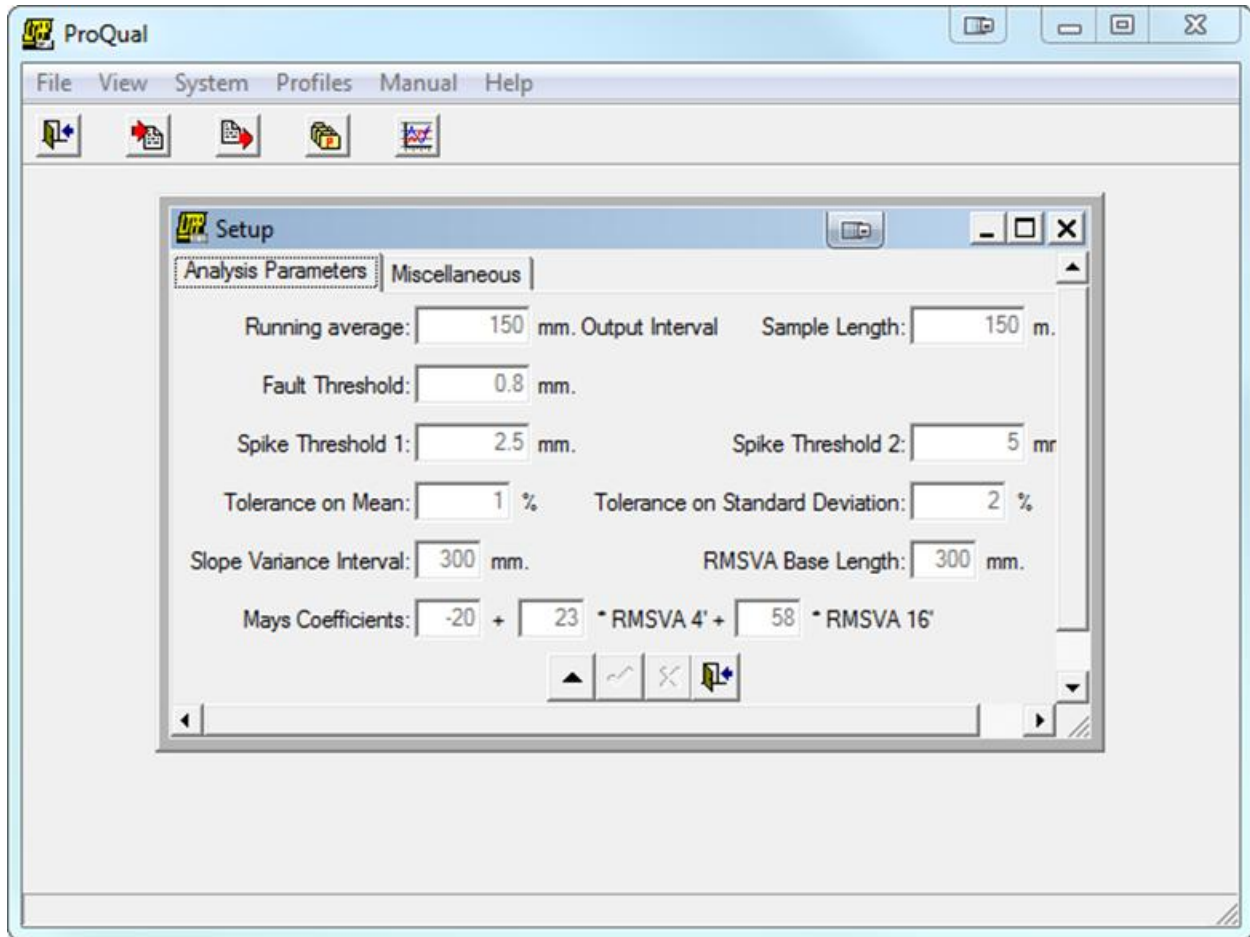 ProQual
File View System Profiles Manual Help
Setup
Analysis Parameters Miscellaneous
Running average: 150 mm. Output Interval Sample Length: 150 m.
Fault Threshold: 0.8 mm.
Spike Threshold 1: 2.5 mm. Spike Threshold 2: 5 mr
Tolerance on Mean: 1 % Tolerance on Standard Deviation: 2 %
Slope Variance Interval: 300 mm. RMSVA Base Length: 300 mm.
Mays Coefficients: -20 + 23 * RMSVA 4' + 58 * RMSVA 16'